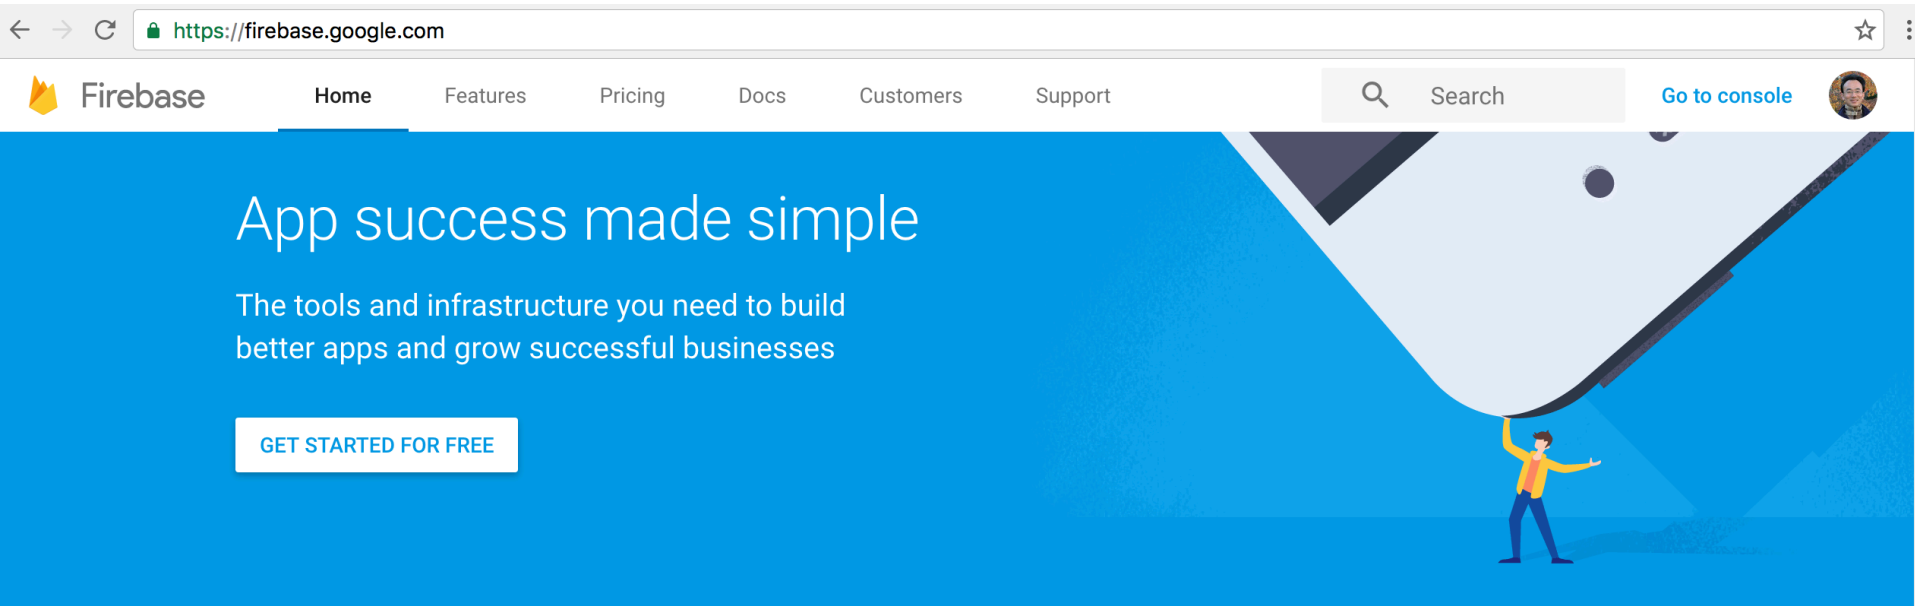 https://firebase.google.com
Firebase Home Features Pricing Docs Customers Support Search Go to console
App success made simple
The tools and infrastructure you need to build
better apps and grow successful businesses
GET STARTED FOR FREE